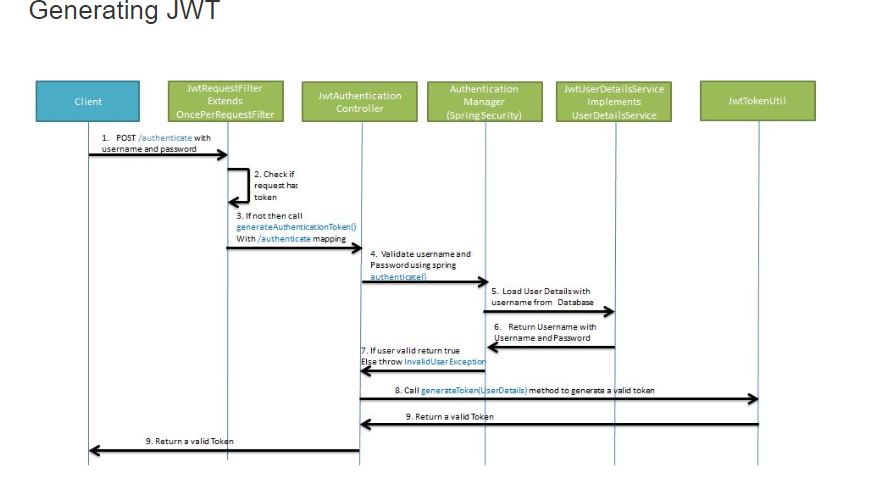 Generating JWT
Client
JwtRequestFilter
Extends
OncePerRequestFilter
JwtAuthentication
Controller
Authentication
Manager
(Spring Security)
JwtUserDetailsService
Implements
UserDetailsService
JwtTokenUtil
1. POST /authenticate with
username and password
2. Check if
request has
token
3. If not then call
generateAuthenticationToken()
With /authenticate mapping
4. Validate username and
Password using spring
authenticate()
5. Load User Details with
username from Database
6. Return Username with
Username and Password
7. If user valid return true
Else throw InvalidUserException
8. Call generateToken(UserDetails) method to generate a valid token
9. Return a valid Token
9. Return a valid Token